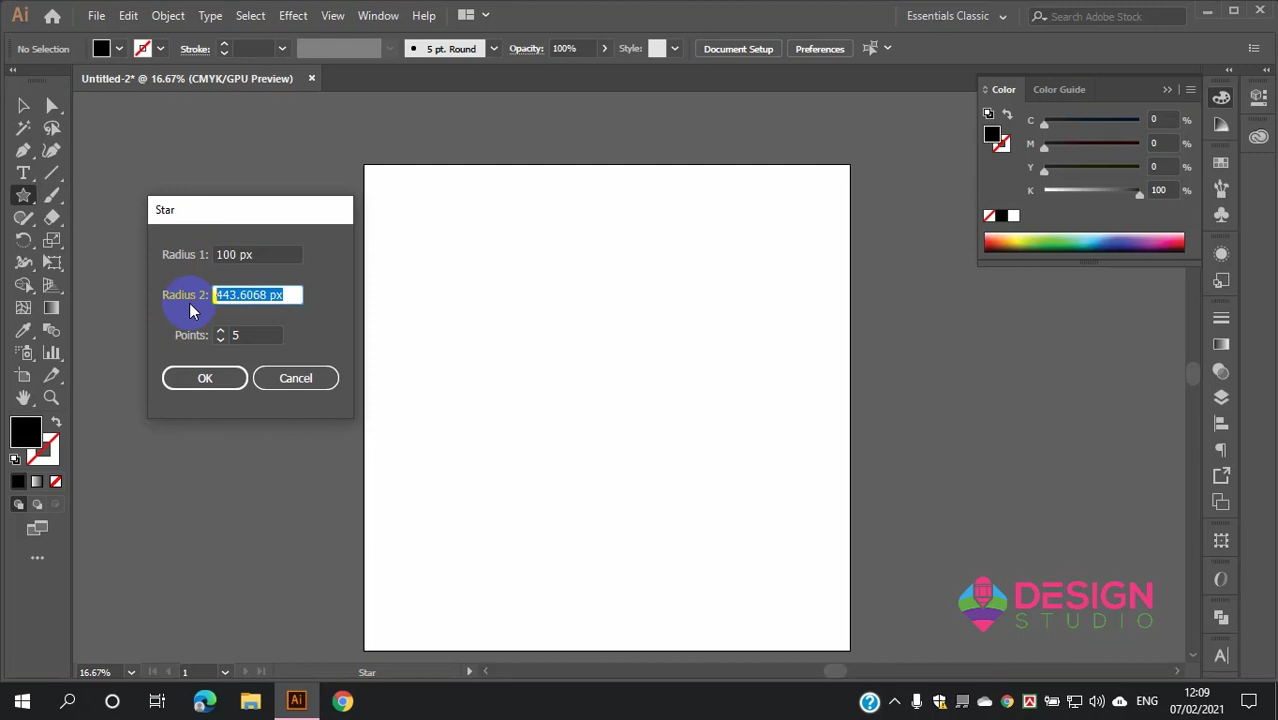 Ai
File Edit Object Type Select Effect View Window Help
Essentials Classic
Search Adobe Stock
No Selection
Stroke:
5 pt. Round
Opacity: 100%
Style:
Document Setup
Preferences
Untitled-2* @ 16.67% (CMYK/GPU Preview)
Color
Color Guide
C 0 %
M 0 %
Y 0 %
K 100 %
Star
Radius 1: 100 px
Radius 2: 443.6068 px
Points: 5
OK
Cancel
DESIGN
STUDIO
16.67%
1
Star
Ai
ENG
12:09
07/02/2021